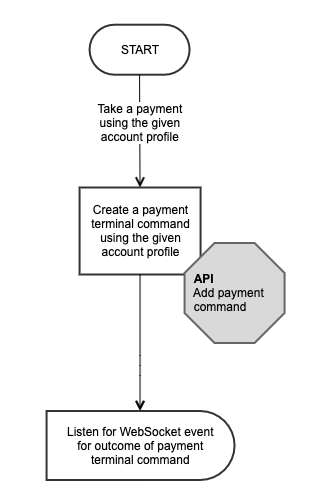 START
Take a payment
using the given
account profile
Create a payment
terminal command
using the given
account profile
API
Add payment
command
Listen for WebSocket event
for outcome of payment
terminal command